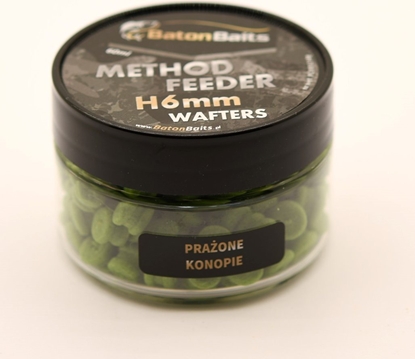 BatonBaits
METHOD
FEEDER
H6mm
WAFTERS
www.BatonBaits.pl
PRAŻONE
KONOPIE